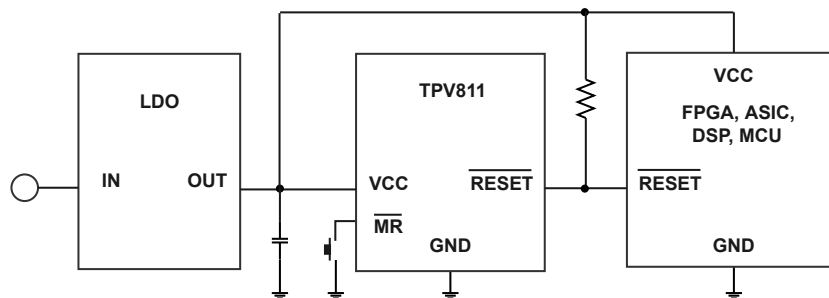 LDO
IN
OUT
TPV811
VCC
RESET
MR
GND
VCC
FPGA, ASIC,
DSP, MCU
RESET
GND